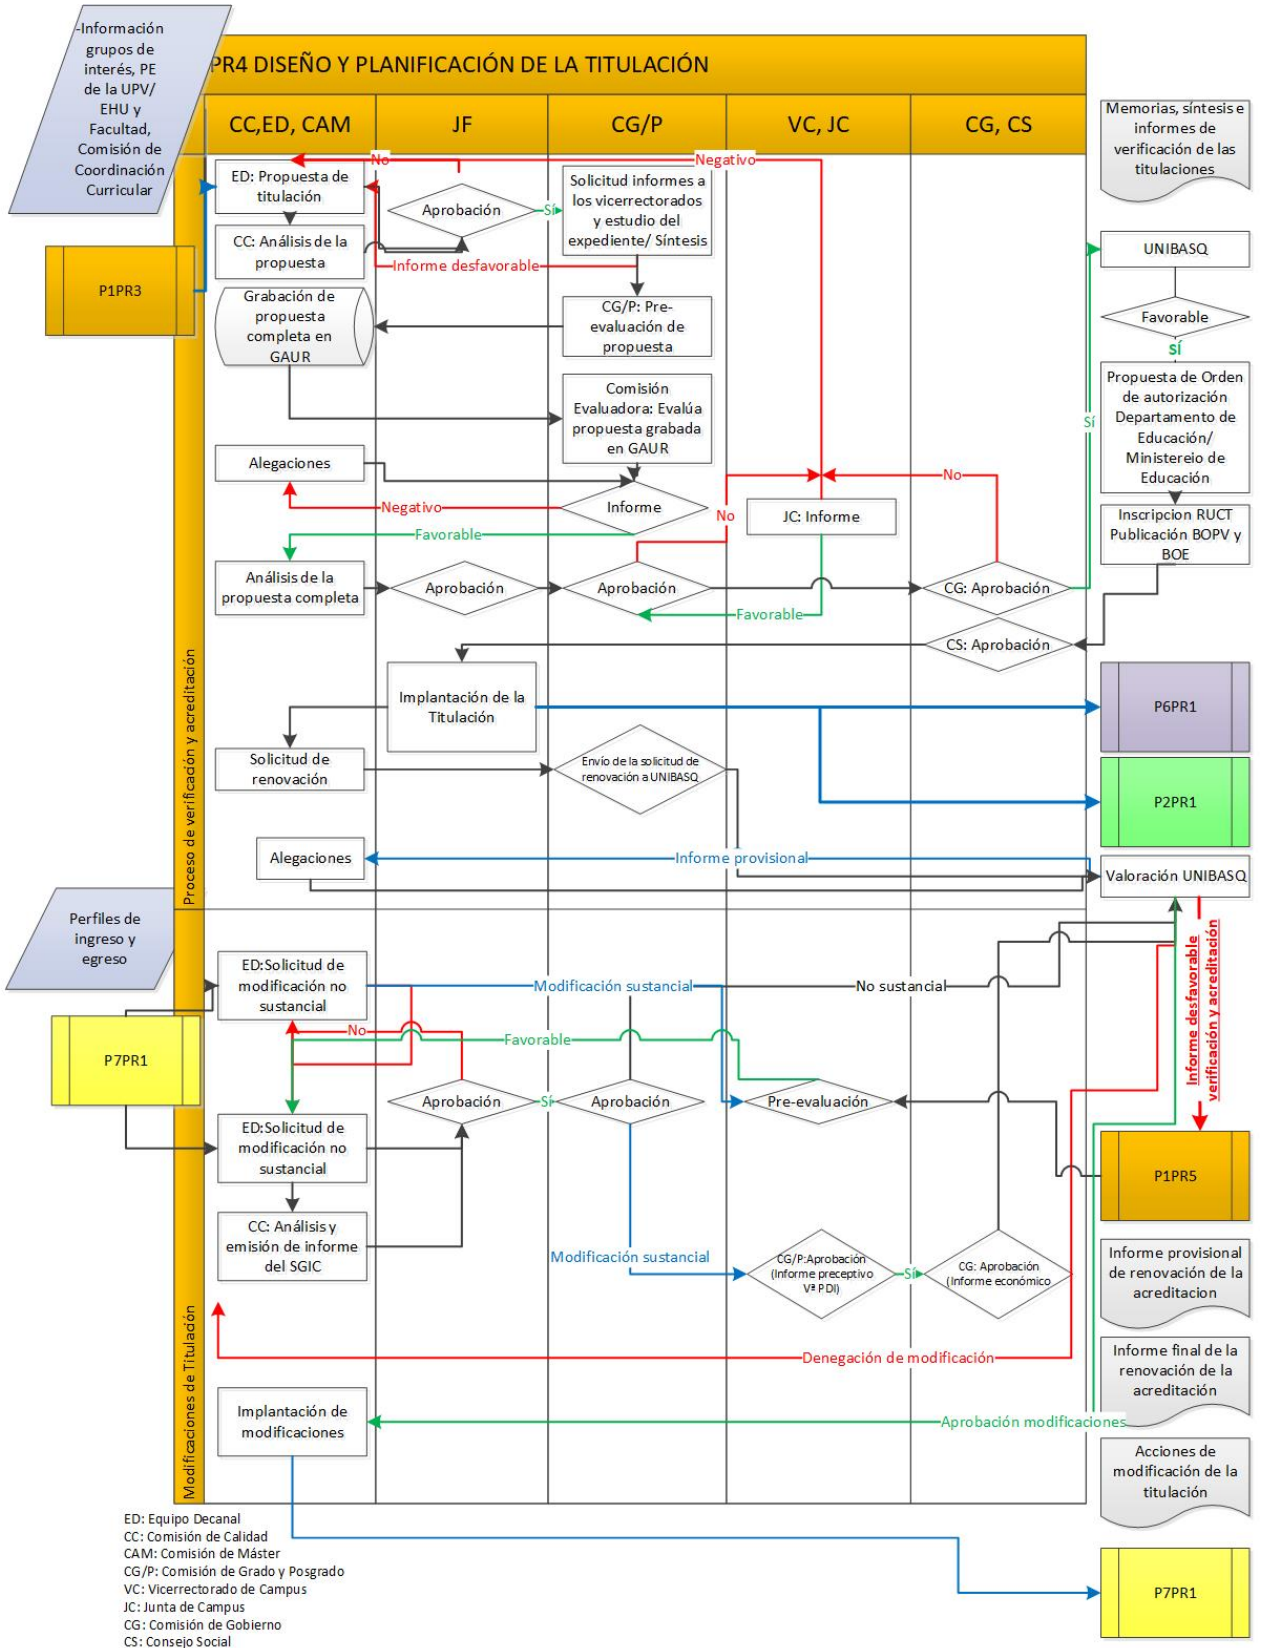 -Información
grupos de
interés, PE
de la UPV/
EHU y
Facultad,
Comisión de
Coordinación
Curricular
PR4 DISEÑO Y PLANIFICACIÓN DE LA TITULACIÓN
CC,ED, CAM
JF
CG/P
VC, JC
CG, CS
Memorias, síntesis e
informes de
verificación de las
titulaciones
Proceso de verificación y acreditación
ED: Propuesta de
titulación
No
Negativo
Aprobación
Sí
Solicitud informes a
los vicerrectorados
y estudio del
expediente/ Síntesis
CC: Análisis de la
propuesta
Informe desfavorable
P1PR3
Grabación de
propuesta
completa en
GAUR
CG/P: Pre-
evaluación de
propuesta
UNIBASQ
Favorable
SÍ
Comisión
Evaluadora: Evalúa
propuesta grabada
en GAUR
Sí
Propuesta de Orden
de autorización
Departamento de
Educación/
Ministereio de
Educación
Alegaciones
Negativo
Informe
No
JC: Informe
No
Inscripcion RUCT
Publicación BOPV y
BOE
Favorable
Análisis de la
propuesta completa
Aprobación
Aprobación
CG: Aprobación
Favorable
CS: Aprobación
Implantación de la
Titulación
P6PR1
Solicitud de
renovación
Envío de la solicitud de
renovación a UNIBASQ
P2PR1
Alegaciones
Informe provisional
Valoración UNIBASQ
Modificaciones de Titulación
Perfiles de
ingreso y
egreso
ED:Solicitud de
modificación no
sustancial
Modificación sustancial
No sustancial
Informe desfavorable
verificación y acreditación
P7PR1
No
Favorable
Aprobación
Sí
Aprobación
Pre-evaluación
ED:Solicitud de
modificación no
sustancial
P1PR5
CC: Análisis y
emisión de informe
del SGIC
Modificación sustancial
CG/P:Aprobación
(Informe preceptivo
Vª PDI)
Sí
CG: Aprobación
(Informe económico
Informe provisional
de renovación de la
acreditacion
Denegación de modificación
Informe final de la
renovación de la
acreditación
Implantación de
modificaciones
Aprobación modificaciones
Acciones de
modificación de la
titulación
P7PR1
ED: Equipo Decanal
CC: Comisión de Calidad
CAM: Comisión de Máster
CG/P: Comisión de Grado y Posgrado
VC: Vicerrectorado de Campus
JC: Junta de Campus
CG: Comisión de Gobierno
CS: Consejo Social